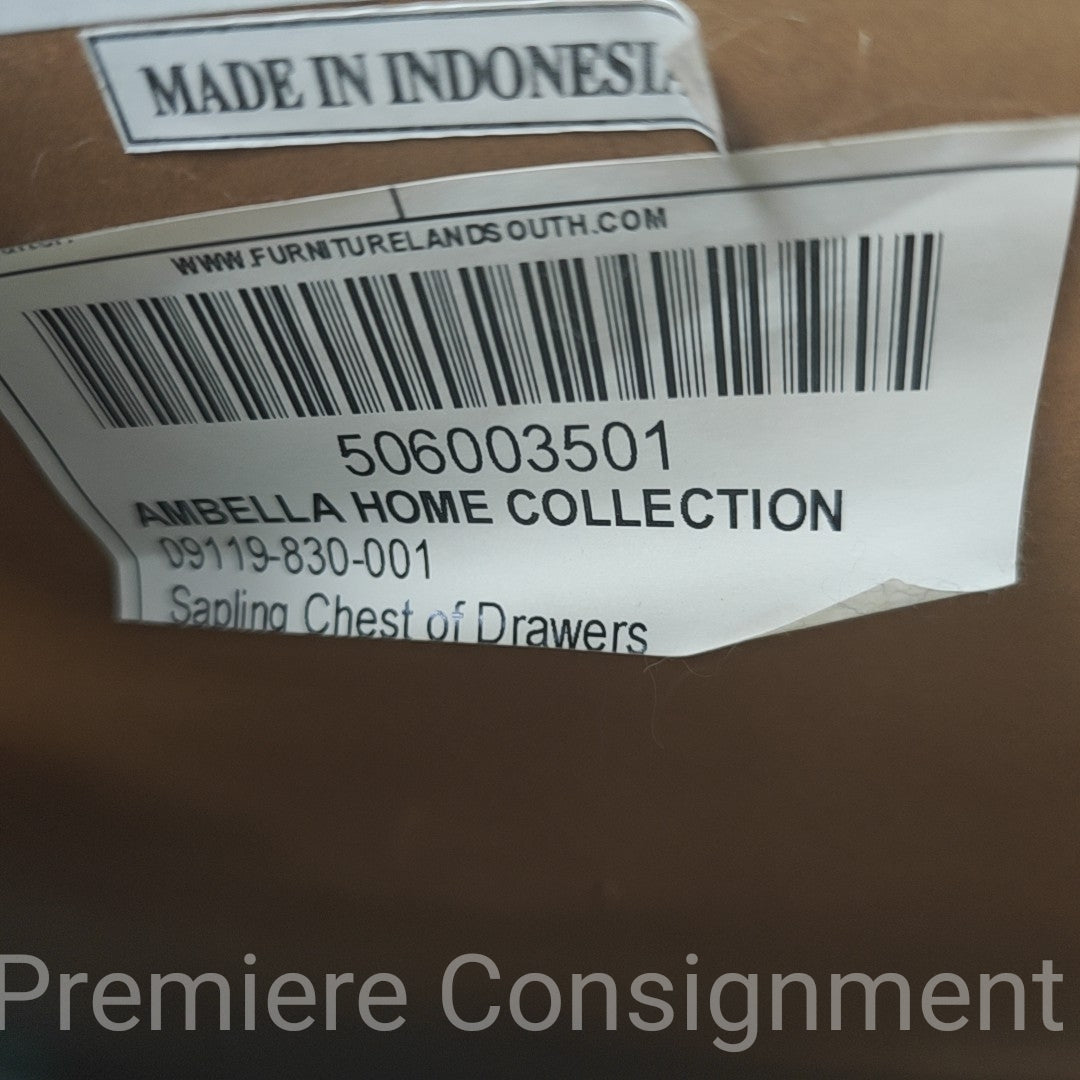 MADE IN INDONESIA
WWW.FURNITURELANDSOUTH.COM
506003501
AMBELLA HOME COLLECTION
09119-830-001
Sapling Chest of Drawers
Premiere Consignment